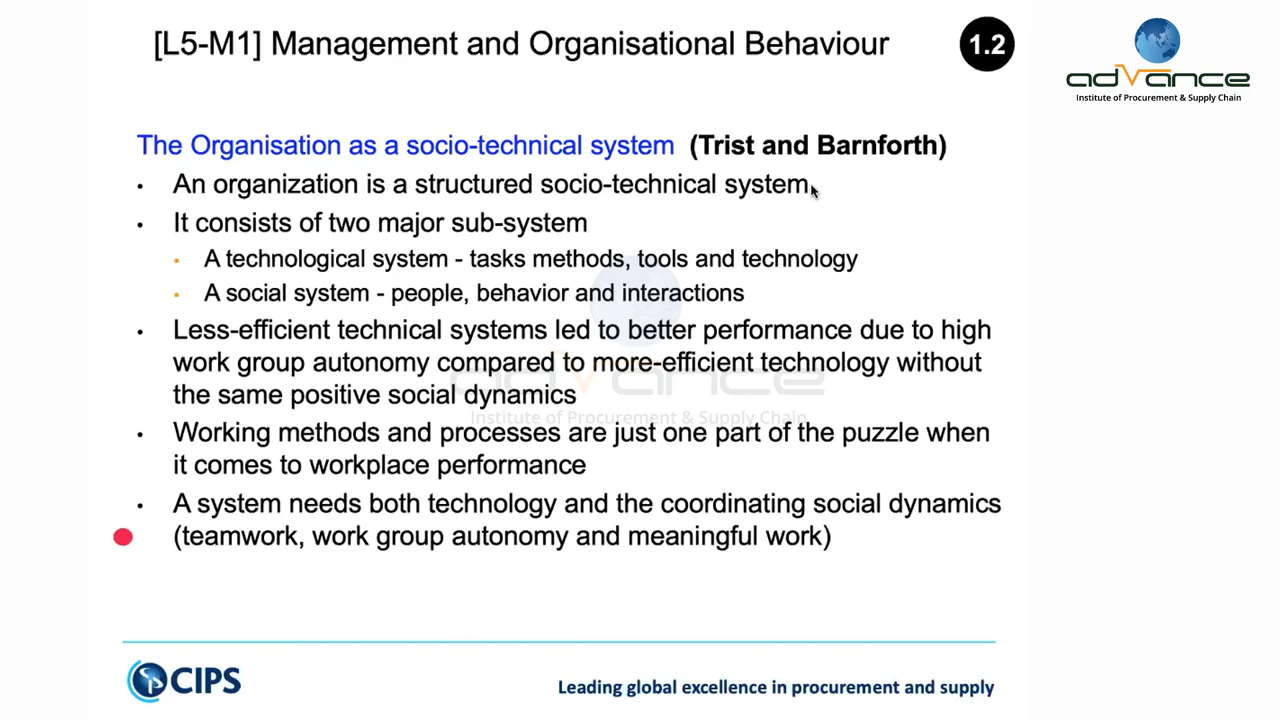 [L5-M1] Management and Organisational Behaviour
1.2
adVance
Institute of Procurement & Supply Chain
The Organisation as a socio-technical system (Trist and Barnforth)
• An organization is a structured socio-technical system
• It consists of two major sub-system
• A technological system - tasks methods, tools and technology
• A social system - people, behavior and interactions
• Less-efficient technical systems led to better performance due to high
work group autonomy compared to more-efficient technology without
the same positive social dynamics
adVance
Institute of Procurement & Supply Chain
• Working methods and processes are just one part of the puzzle when
it comes to workplace performance
• A system needs both technology and the coordinating social dynamics
(teamwork, work group autonomy and meaningful work)
CIPS
Leading global excellence in procurement and supply